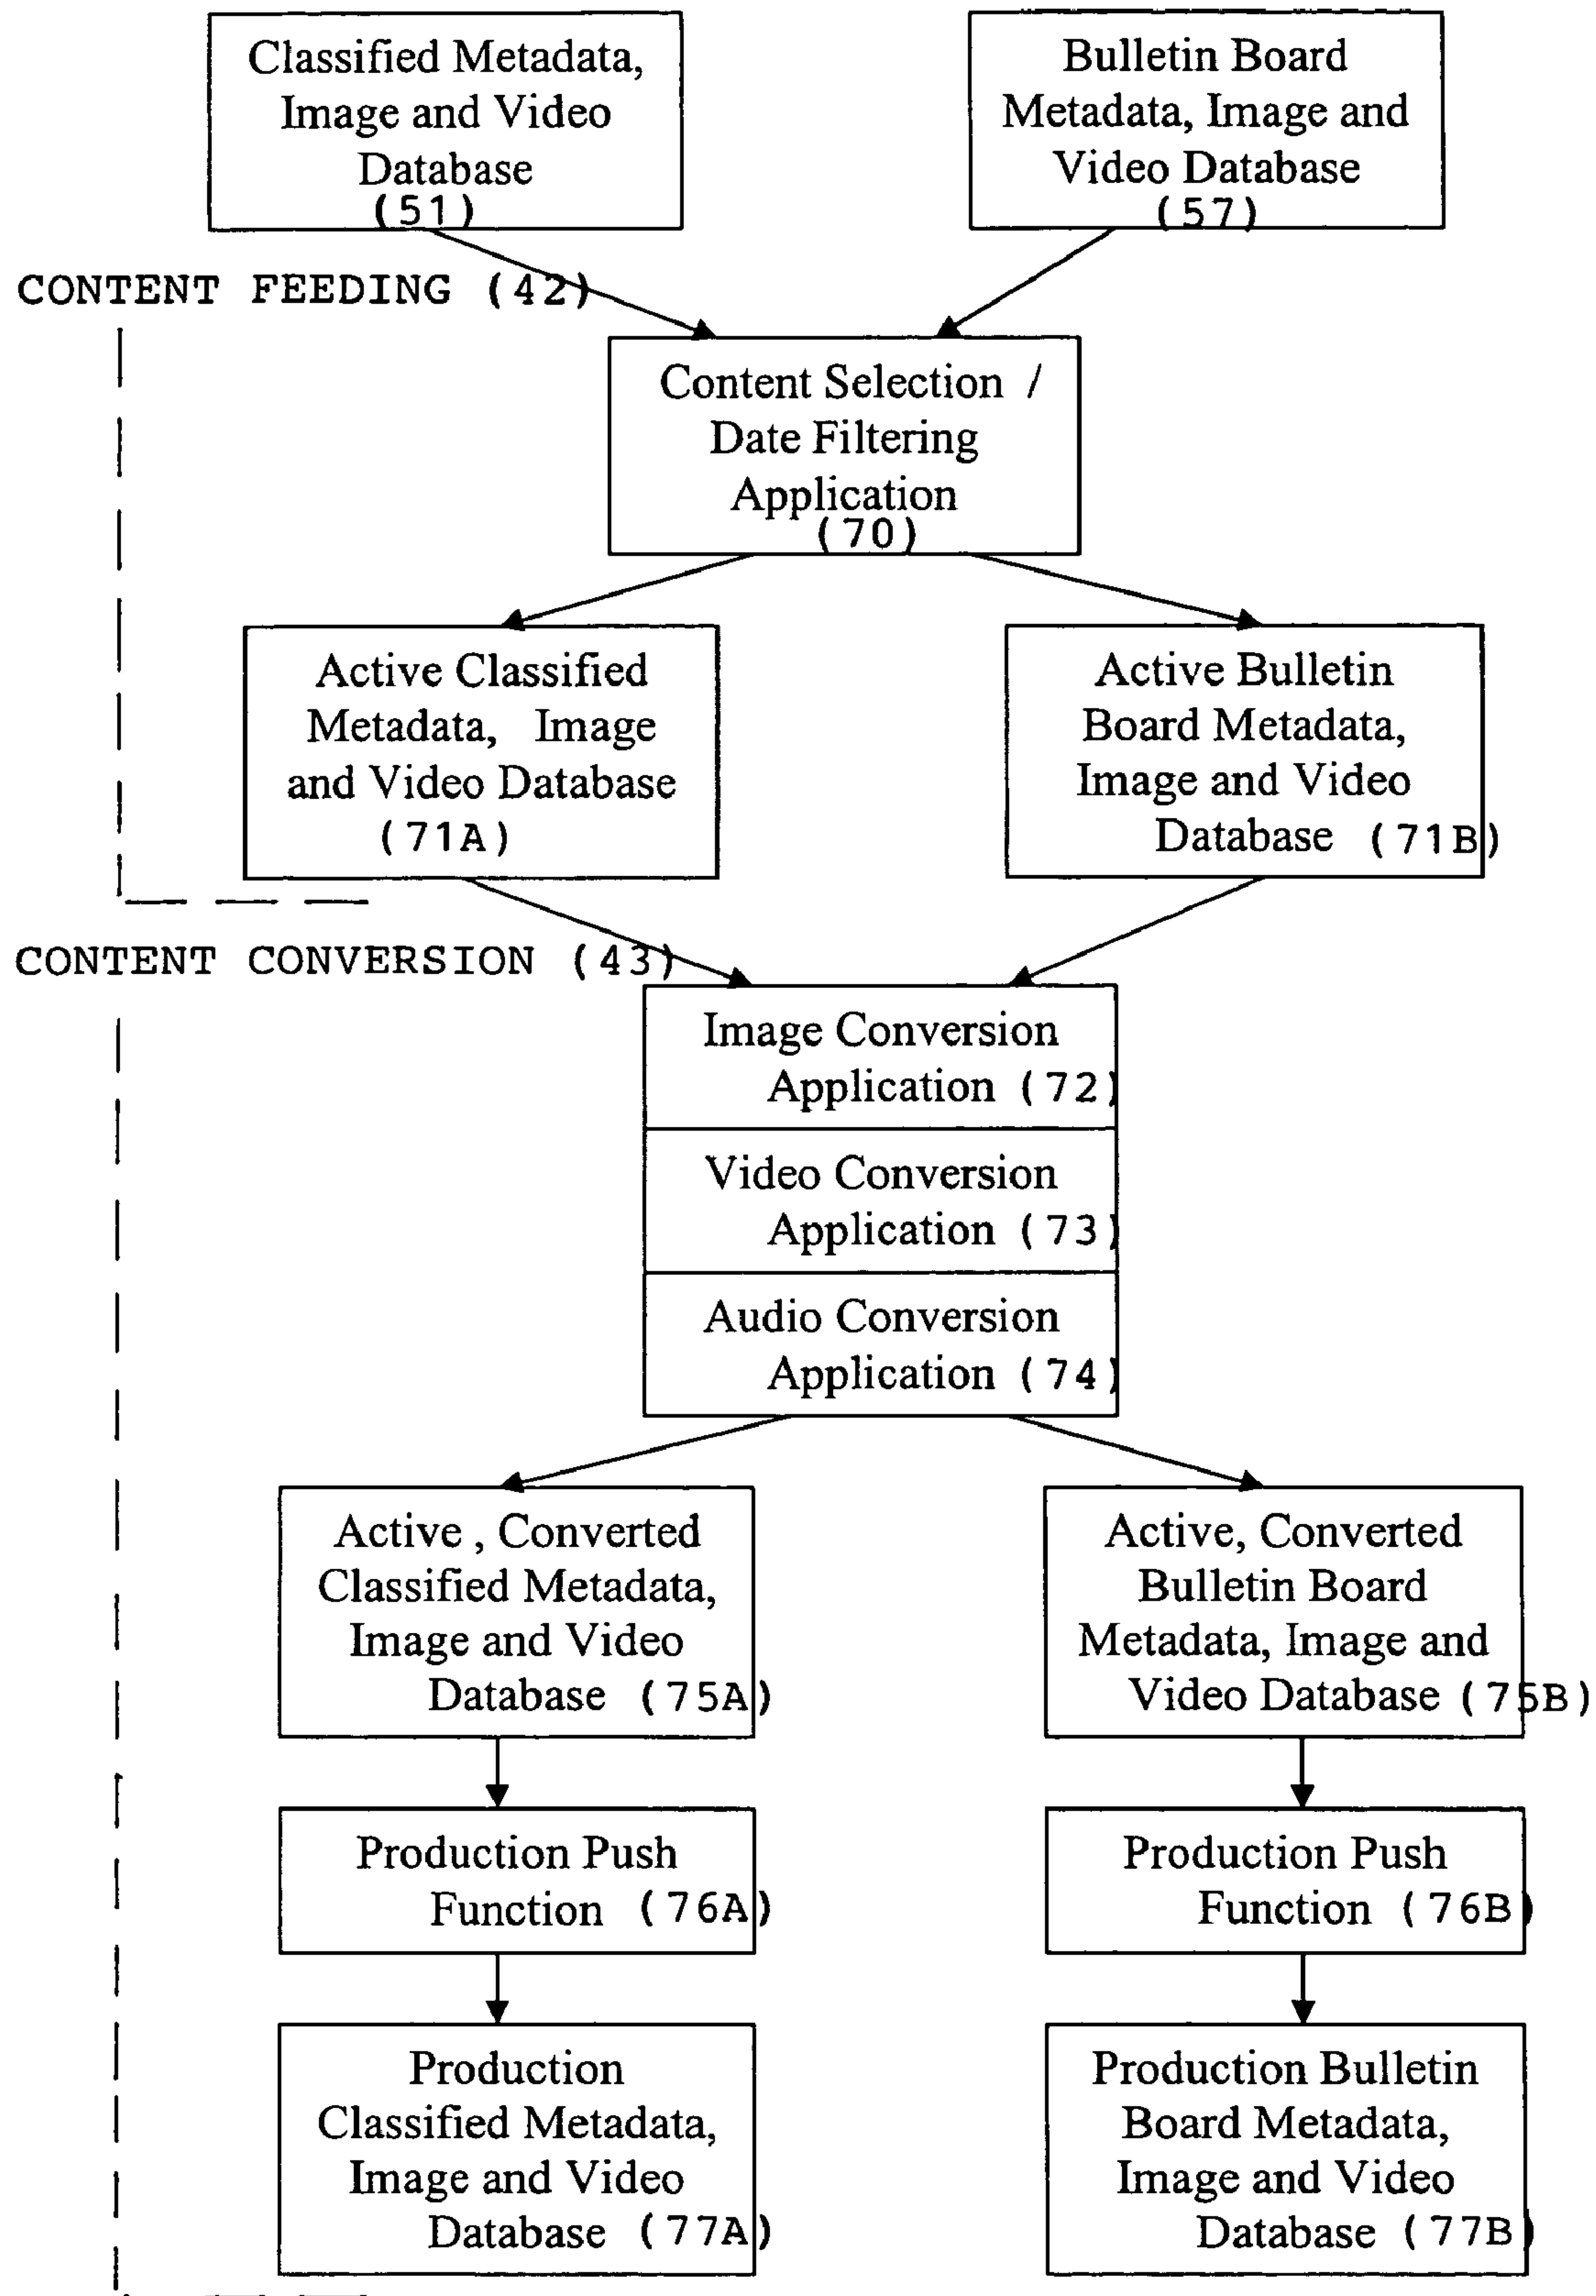 Classified Metadata,
Image and Video
Database
(51)
Bulletin Board
Metadata, Image and
Video Database
(57)
CONTENT FEEDING (42)
Content Selection /
Date Filtering
Application
(70)
Active Classified
Metadata, Image
and Video Database
(71A)
Active Bulletin
Board Metadata,
Image and Video
Database (71B)
CONTENT CONVERSION (43)
Image Conversion
Application (72)
Video Conversion
Application (73)
Audio Conversion
Application (74)
Active , Converted
Classified Metadata,
Image and Video
Database (75A)
Active, Converted
Bulletin Board
Metadata, Image and
Video Database (75B)
Production Push
Function (76A)
Production Push
Function (76B)
Production
Classified Metadata,
Image and Video
Database (77A)
Production Bulletin
Board Metadata,
Image and Video
Database (77B)